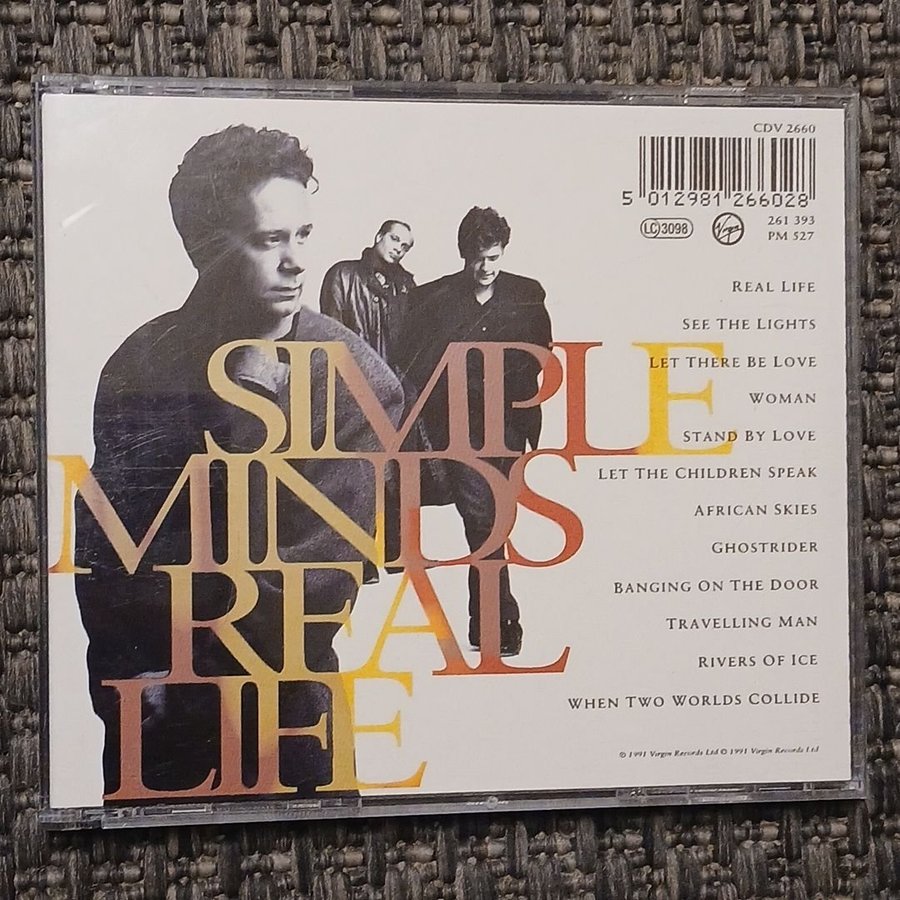 CDV 2660
5 012981 266028
LC 3098
Virgin
261 393
PM 527
REAL LIFE
SEE THE LIGHTS
LET THERE BE LOVE
WOMAN
STAND BY LOVE
LET THE CHILDREN SPEAK
AFRICAN SKIES
GHOSTRIDER
BANGING ON THE DOOR
TRAVELLING MAN
RIVERS OF ICE
WHEN TWO WORLDS COLLIDE
SIMPLE
MINDS
REAL
LIFE
℗ 1991 Virgin Records Ltd © 1991 Virgin Records Ltd